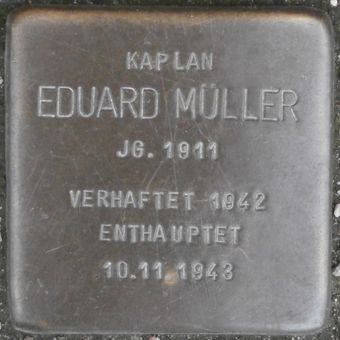 KAPLAN
EDUARD MÜLLER
JG. 1911
VERHAFTET 1942
ENTHAUPTET
10.11.1943